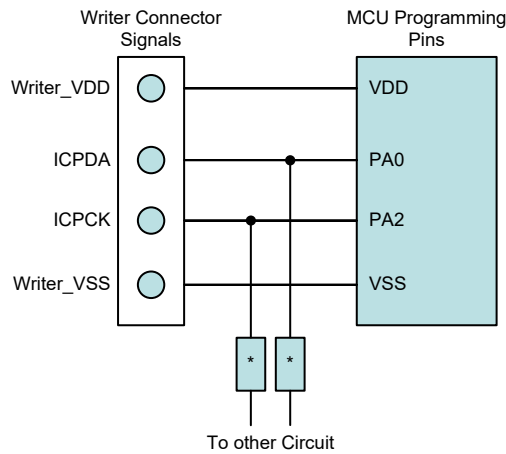 Writer Connector
Signals
MCU Programming
Pins
Writer_VDD
VDD
ICPDA
PA0
ICPCK
PA2
Writer_VSS
VSS
*
*
To other Circuit